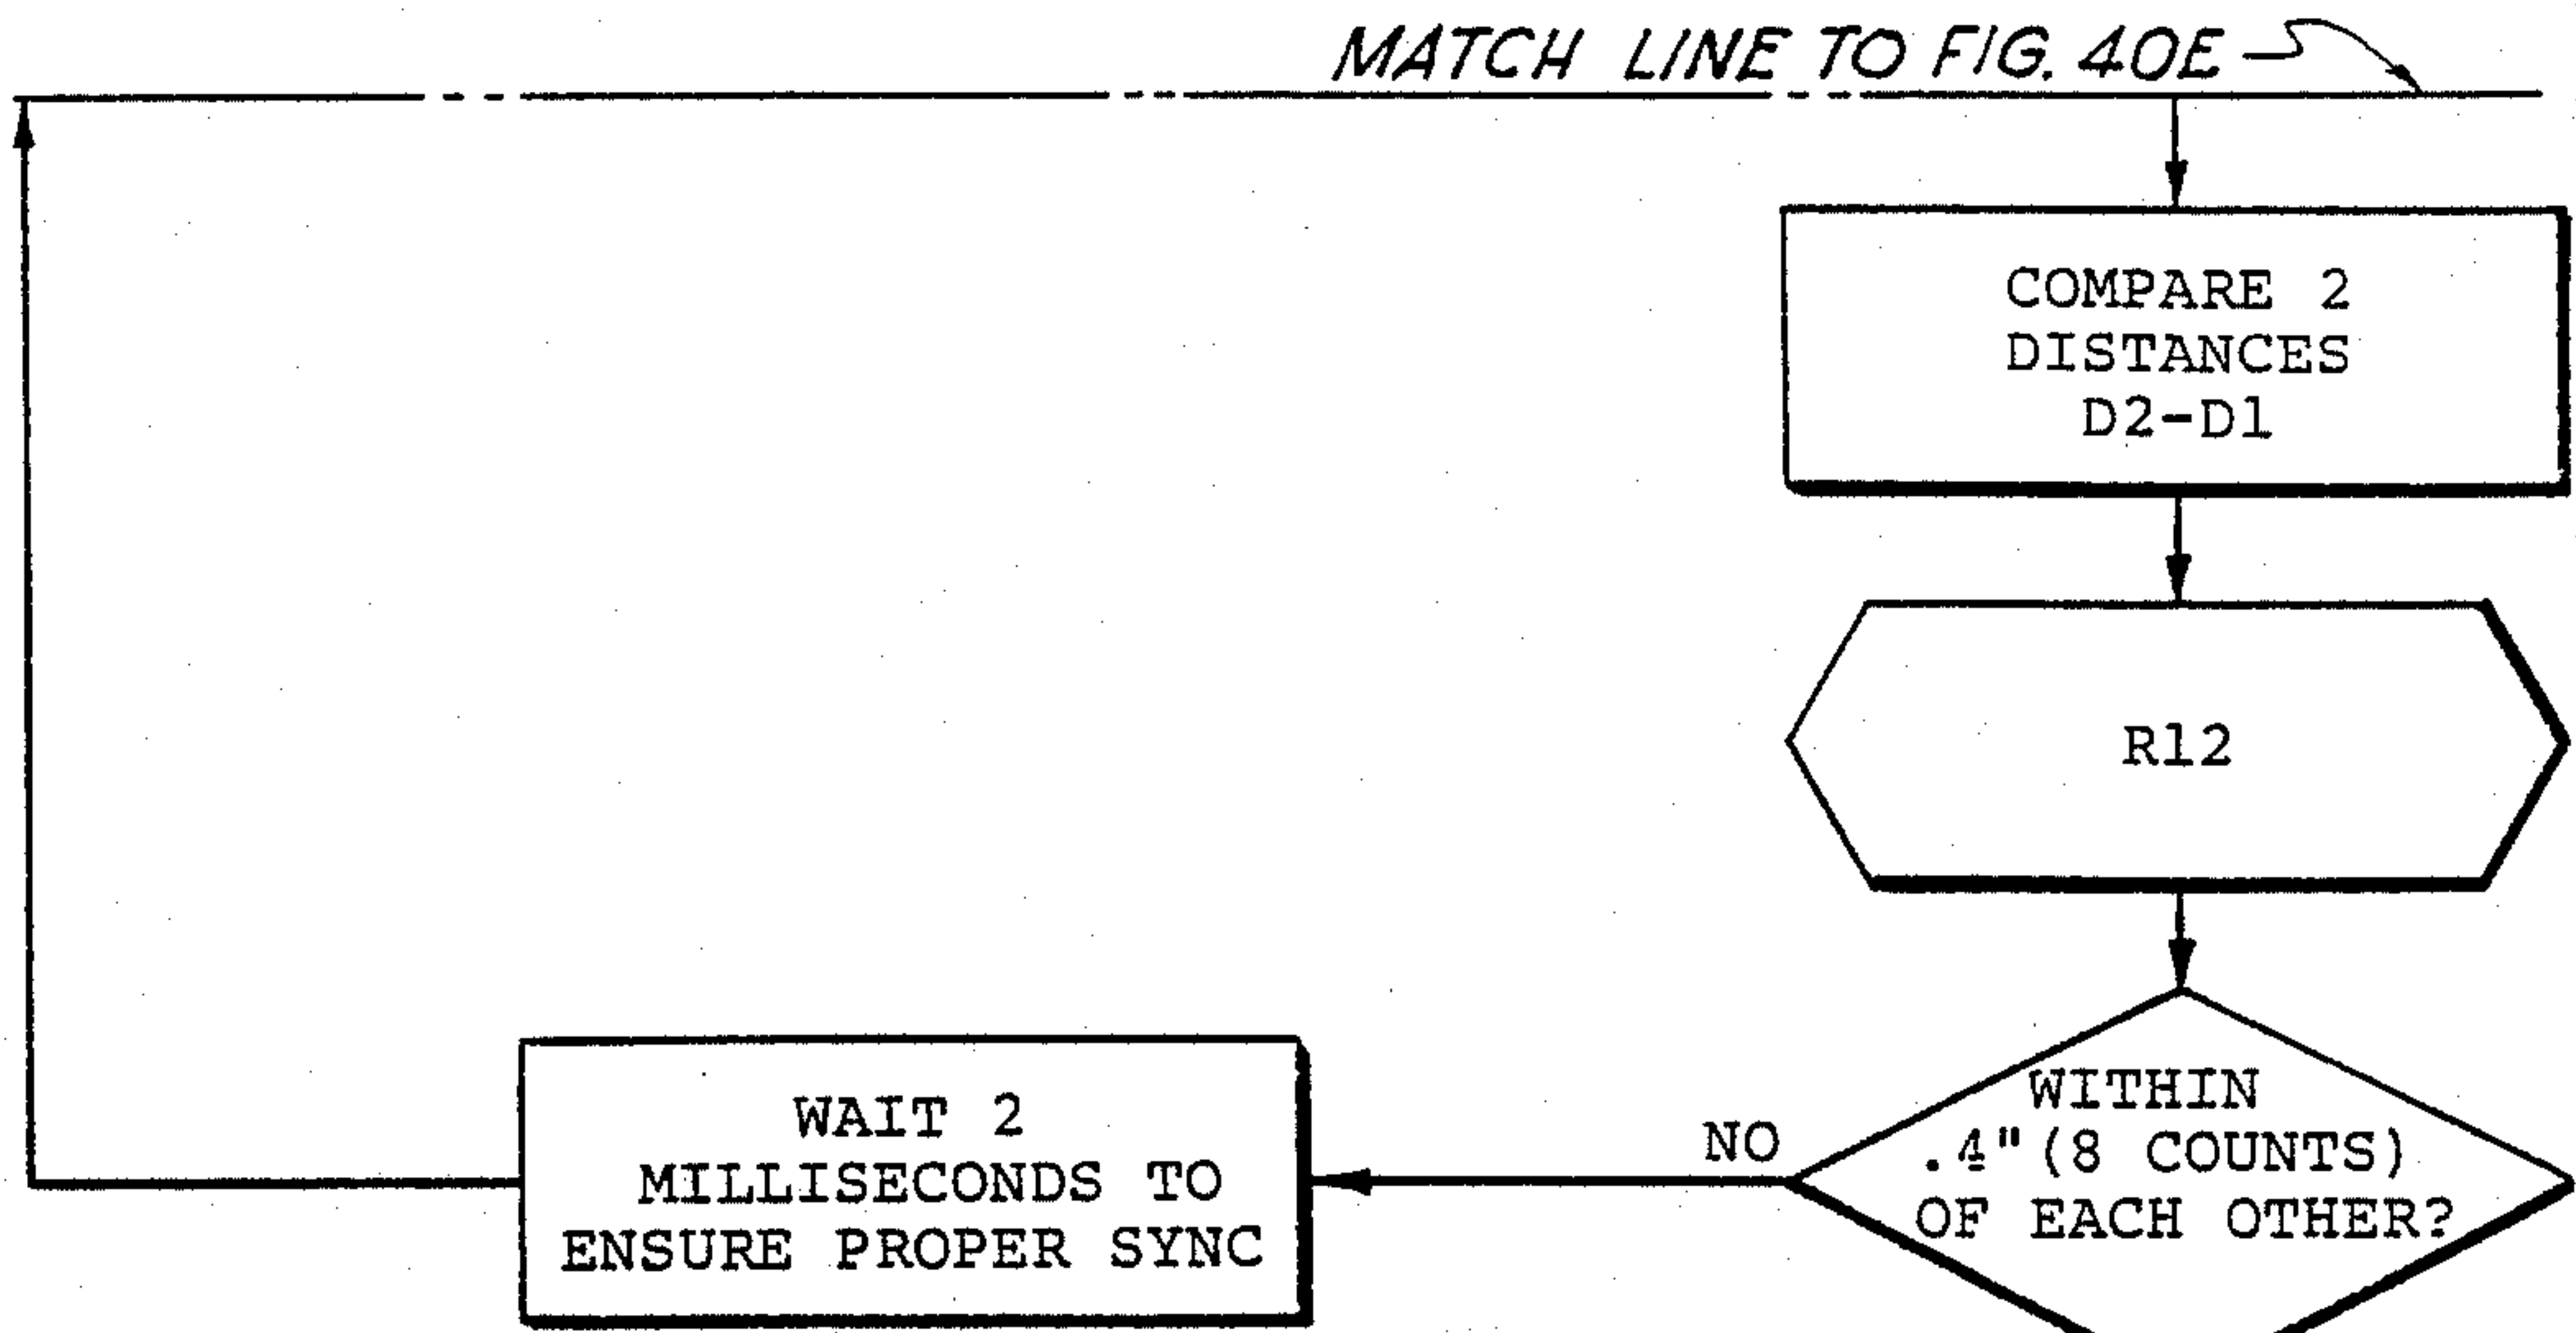 MATCH LINE TO FIG. 40E
COMPARE 2
DISTANCES
D2-D1
R12
WITHIN
.4"(8 COUNTS)
OF EACH OTHER?
NO
WAIT 2
MILLISECONDS TO
ENSURE PROPER SYNC